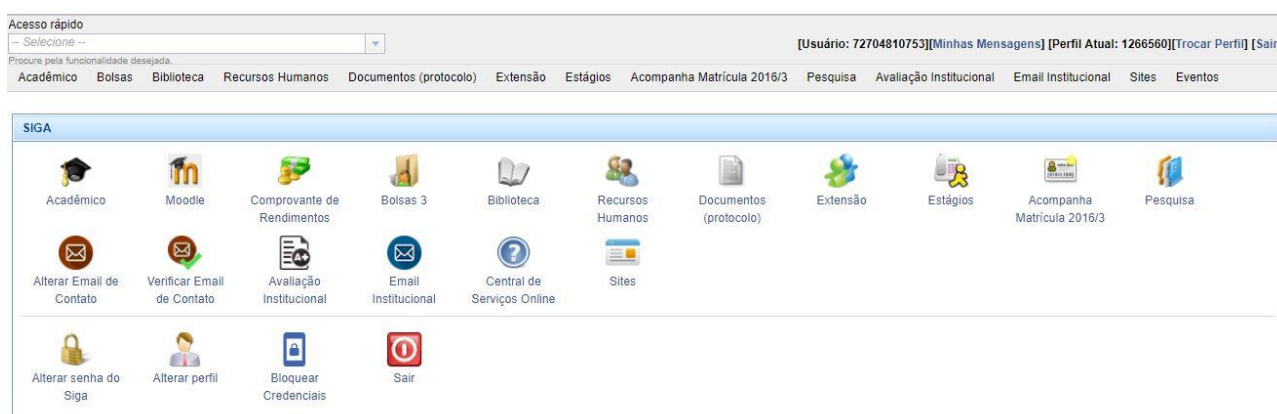 Acesso rápido
-- Selecione --
[Usuário: 72704810753][Minhas Mensagens] [Perfil Atual: 1266560][Trocar Perfil] [Sair
Procure pela funcionalidade desejada.
Acadêmico Bolsas Biblioteca Recursos Humanos Documentos (protocolo) Extensão Estágios Acompanha Matrícula 2016/3 Pesquisa Avaliação Institucional Email Institucional Sites Eventos
SIGA
Acadêmico
Moodle
Comprovante de
Rendimentos
Bolsas 3
Biblioteca
Recursos
Humanos
Documentos
(protocolo)
Extensão
Estágios
Acompanha
Matrícula 2016/3
Pesquisa
Alterar Email de
Contato
Verificar Email
de Contato
Avaliação
Institucional
Email
Institucional
Central de
Serviços Online
Sites
Alterar senha do
Siga
Alterar perfil
Bloquear
Credenciais
Sair